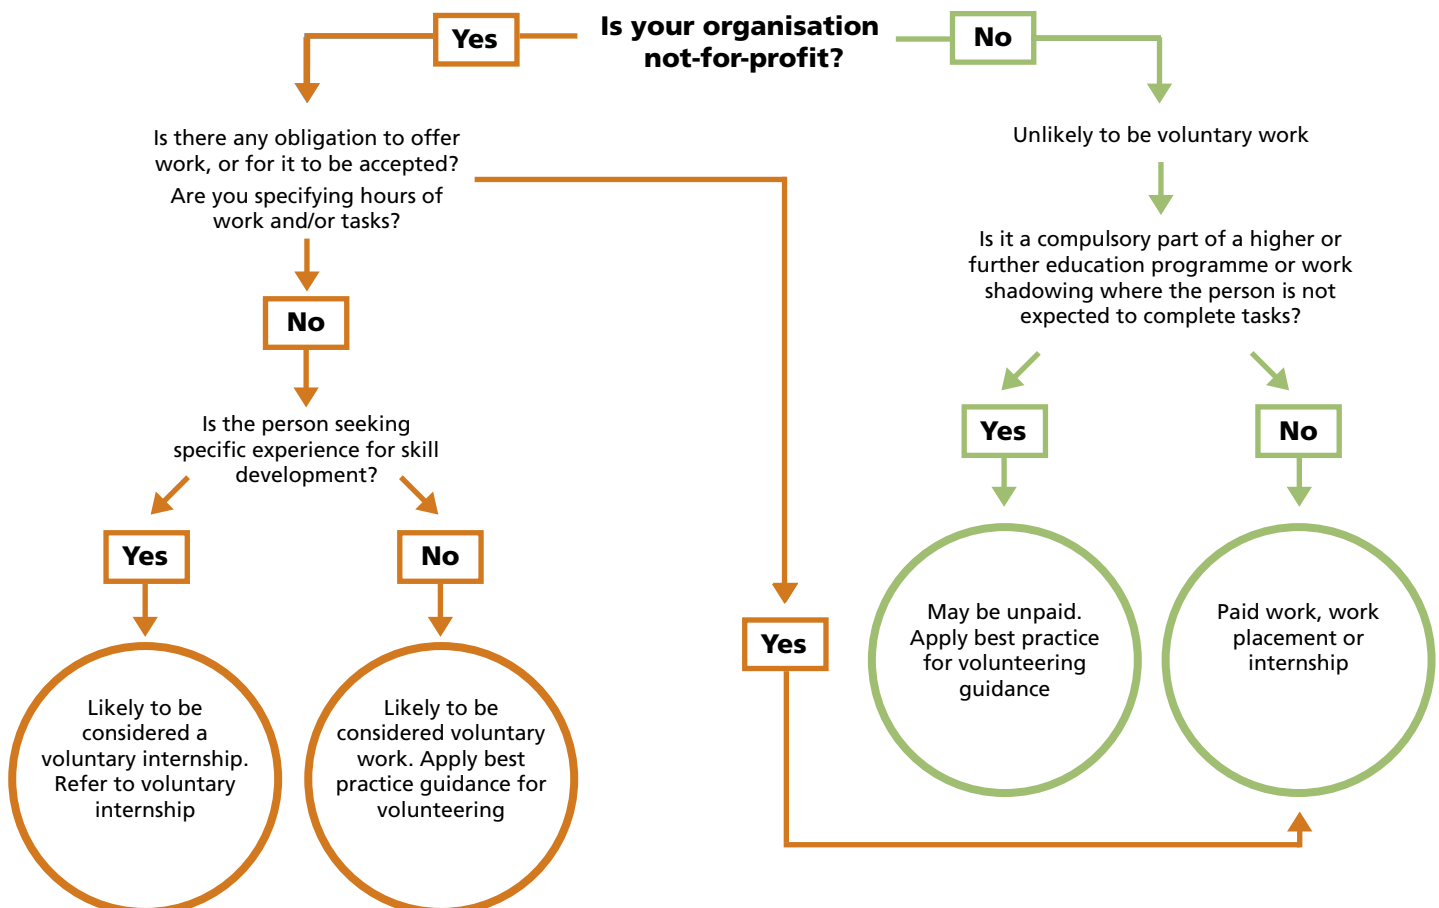 Is your organisation
not-for-profit?
Yes
No
Is there any obligation to offer
work, or for it to be accepted?
Are you specifying hours of
work and/or tasks?
No
Is the person seeking
specific experience for skill
development?
Yes
No
Likely to be
considered a
voluntary internship.
Refer to voluntary
internship
Likely to be
considered voluntary
work. Apply best
practice guidance for
volunteering
Yes
Unlikely to be voluntary work
Is it a compulsory part of a higher or
further education programme or work
shadowing where the person is not
expected to complete tasks?
Yes
No
May be unpaid.
Apply best practice
for volunteering
guidance
Paid work, work
placement or
internship